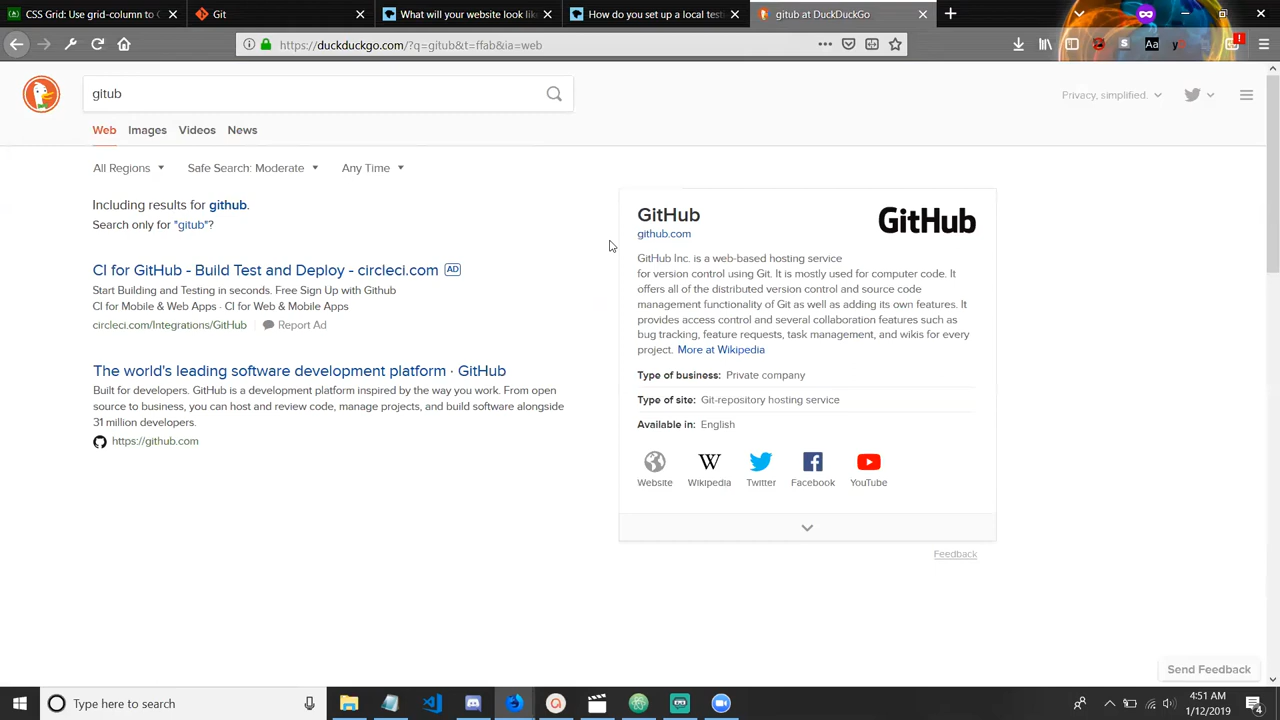 CSS Grid: use grid-column to C
Git
What will your website look lik
How do you set up a local test
gitub at DuckDuckGo
https://duckduckgo.com/?q=gitub&t=ffab&ia=web
S
Aa
!
gitub
Privacy, simplified.
Web
Images
Videos
News
All Regions
Safe Search: Moderate
Any Time
Including results for github.
Search only for "gitub"?
CI for GitHub - Build Test and Deploy - circleci.com AD
Start Building and Testing in seconds. Free Sign up with Github
CI for Mobile & Web Apps · CI for Web & Mobile Apps
circleci.com/Integrations/GitHub
Report Ad
The world's leading software development platform · GitHub
Built for developers. GitHub is a development platform inspired by the way you work. From open
source to business, you can host and review code, manage projects, and build software alongside
31 million developers.
https://github.com
GitHub
GitHub
github.com
GitHub Inc. is a web-based hosting service
for version control using Git. It is mostly used for computer code. It
offers all of the distributed version control and source code
management functionality of Git as well as adding its own features. It
provides access control and several collaboration features such as
bug tracking, feature requests, task management, and wikis for every
project. More at Wikipedia
Type of business: Private company
Type of site: Git-repository hosting service
Available in: English
W
Website
Wikipedia
Twitter
Facebook
YouTube
Feedback
Send Feedback
Type here to search
4:51 AM
1/12/2019
4